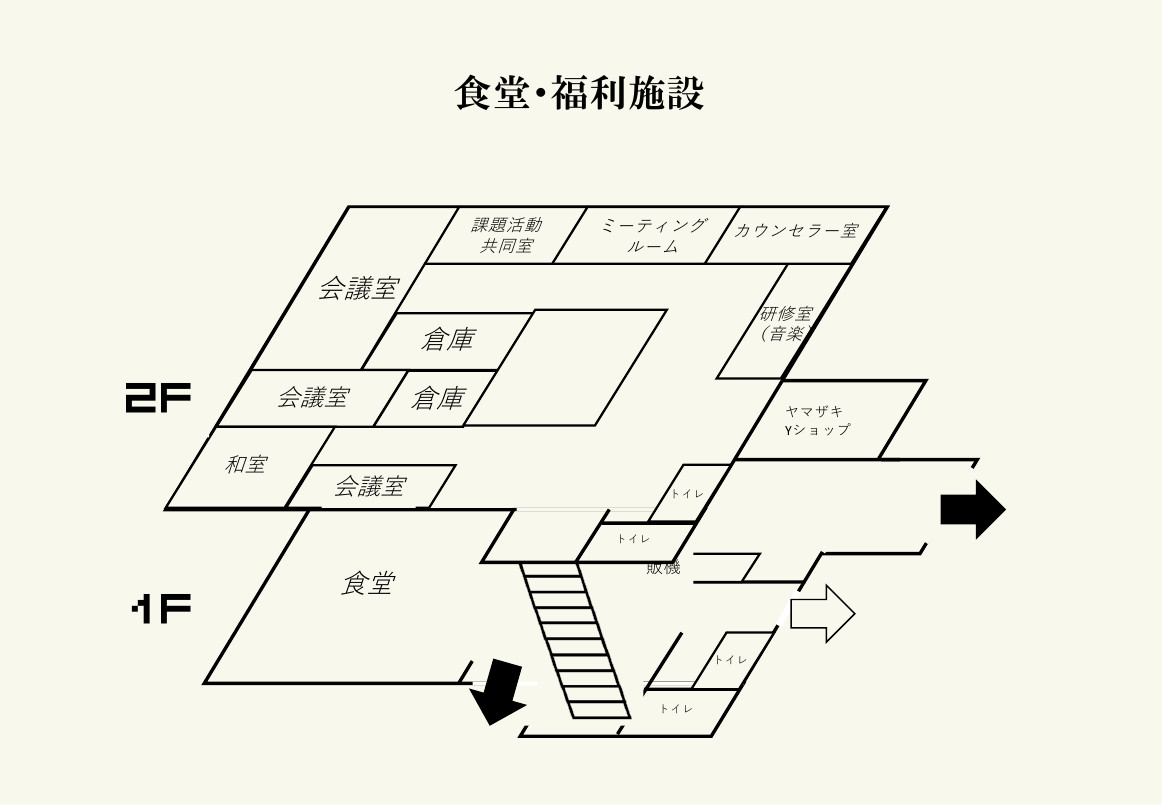 食堂・福利施設
課題活動
共同室
ミーティング
ルーム
カウンセラー室
会議室
研修室
（音楽）
倉庫
2F
会議室
倉庫
ヤマザキ
Yショップ
和室
会議室
トイレ
トイレ
販機
食堂
1F
トイレ
トイレ